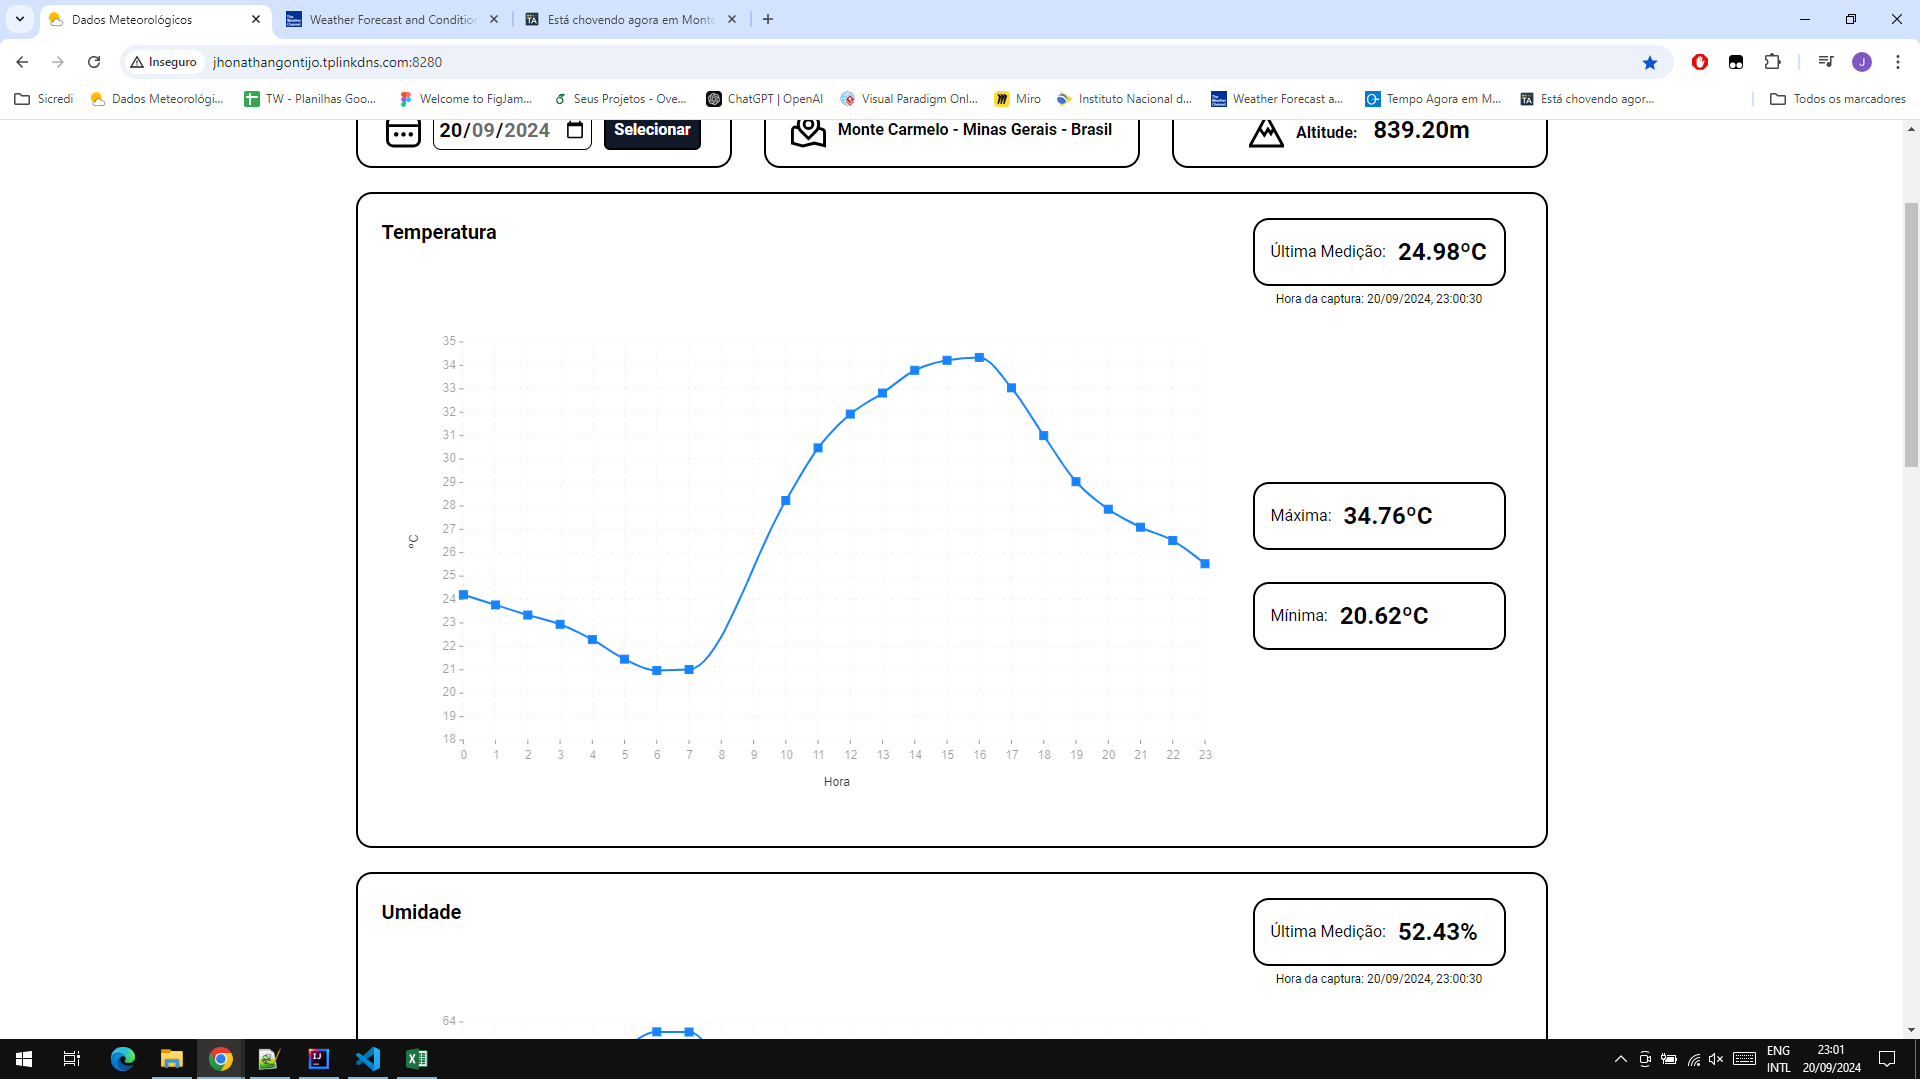 Dados Meteorológicos
Weather Forecast and Conditio
Está chovendo agora em Monte
Inseguro
jhonathangontijo.tplinkdns.com:8280
J
Sicredi
Dados Meteorológi...
TW - Planilhas Goo...
Welcome to FigJam...
Seus Projetos - Ove...
ChatGPT | OpenAI
Visual Paradigm Onl...
Miro
Instituto Nacional d...
Weather Forecast a...
Tempo Agora em M...
Está chovendo agor...
Todos os marcadores
20/09/2024
Selecionar
Monte Carmelo - Minas Gerais - Brasil
Altitude: 839.20m
Temperatura
Última Medição: 24.98ºC
Hora da captura: 20/09/2024, 23:00:30
35
34
33
32
31
30
29
28
27
26
25
24
23
22
21
20
19
18
ºC
0 1 2 3 4 5 6 7 8 9 10 11 12 13 14 15 16 17 18 19 20 21 22 23
Hora
Máxima: 34.76ºC
Mínima: 20.62ºC
Umidade
Última Medição: 52.43%
Hora da captura: 20/09/2024, 23:00:30
64
ENG
INTL
23:01
20/09/2024